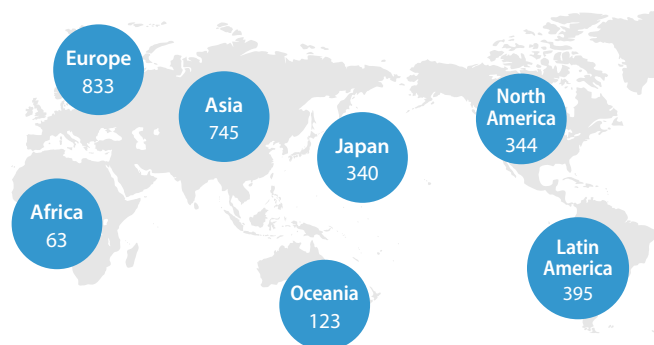 Europe
833
Asia
745
Japan
340
North
America
344
Africa
63
Oceania
123
Latin
America
395